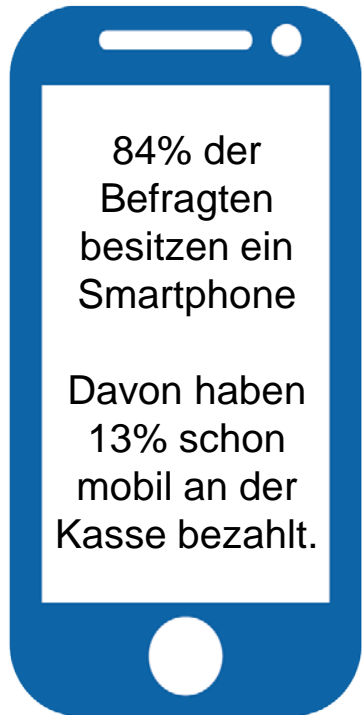 84% der
Befragten
besitzen ein
Smartphone
Davon haben
13% schon
mobil an der
Kasse bezahlt.